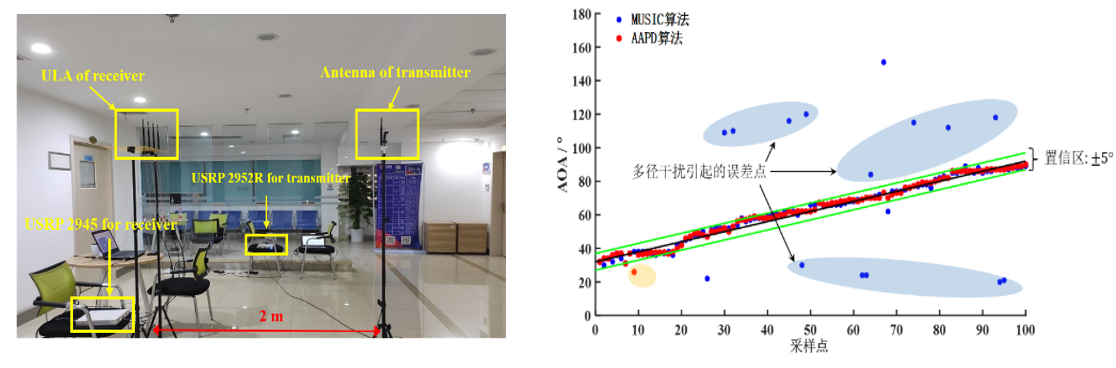 ULA of receiver
Antenna of transmitter
USRP 2952R for transmitter
USRP 2945 for receiver
2 m
MUSIC算法
AAPD算法
多径干扰引起的误差点
置信区: ±5°
AOA / °
180
160
140
120
100
80
60
40
20
0
0
10
20
30
40
50
60
70
80
90
100
采样点